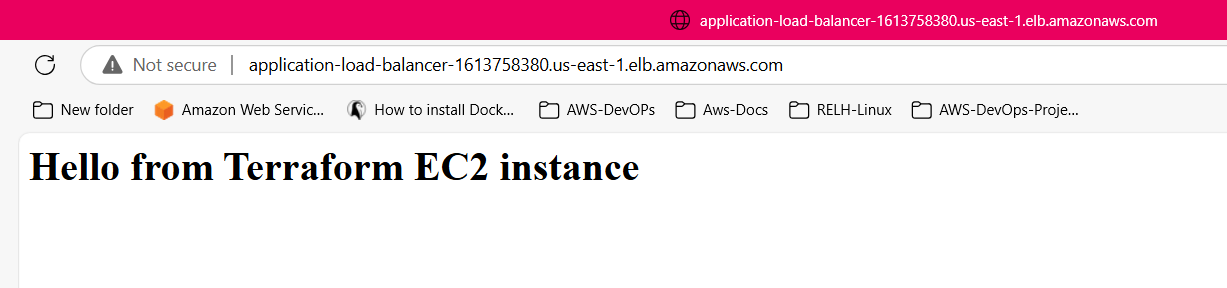 application-load-balancer-1613758380.us-east-1.elb.amazonaws.com
Not secure application-load-balancer-1613758380.us-east-1.elb.amazonaws.com
New folder Amazon Web Servic... How to install Dock... AWS-DevOPs Aws-Docs RELH-Linux AWS-DevOps-Proje...
Hello from Terraform EC2 instance